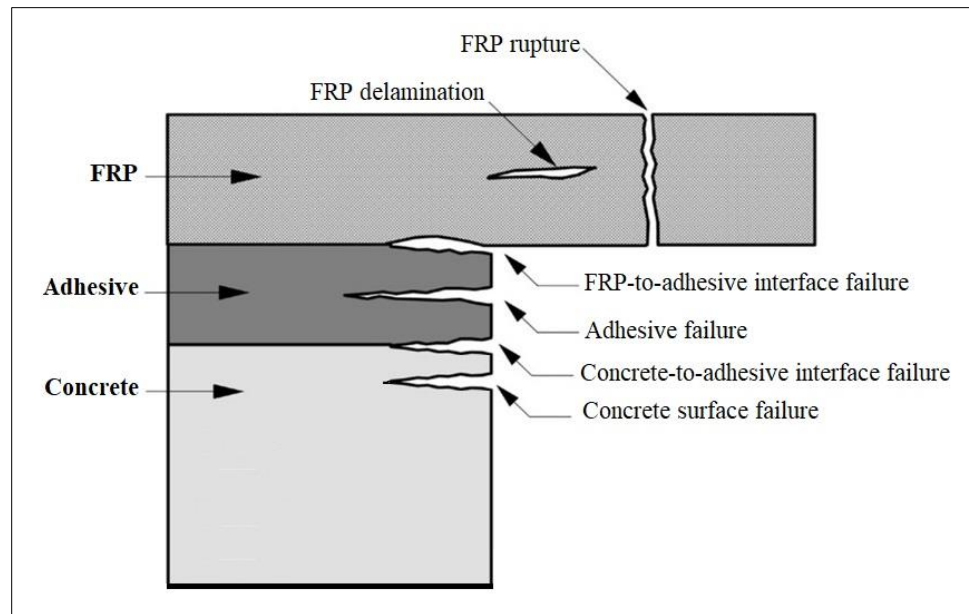 FRP rupture
FRP delamination
FRP
FRP-to-adhesive interface failure
Adhesive
Adhesive failure
Concrete-to-adhesive interface failure
Concrete
Concrete surface failure